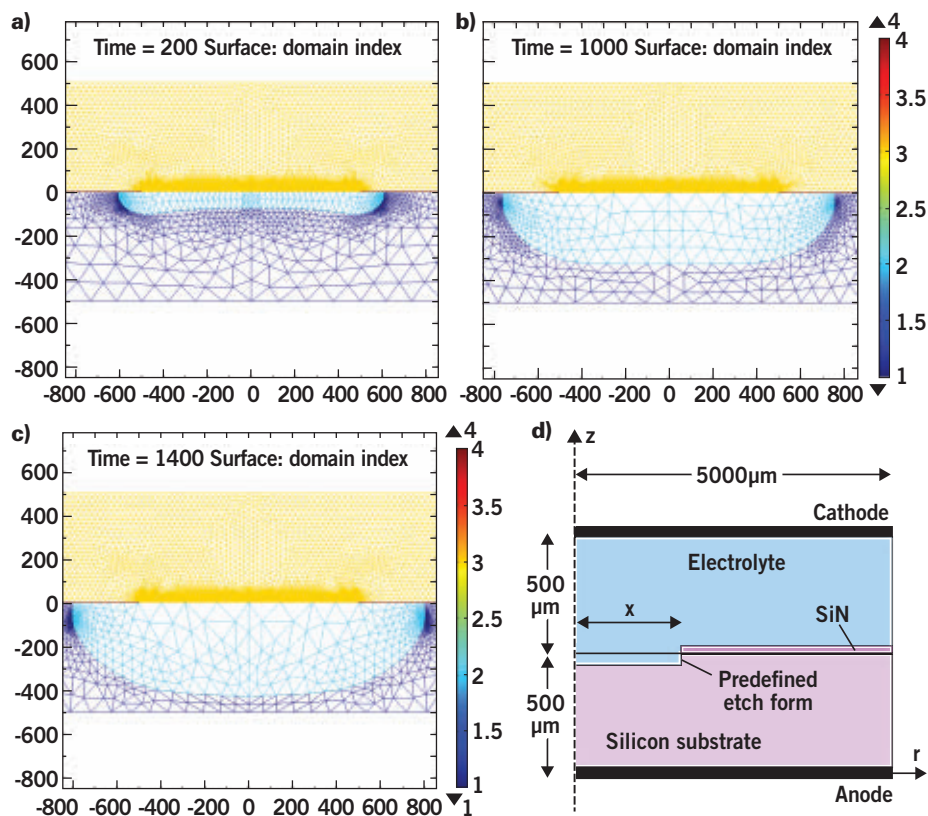 a)
Time = 200 Surface: domain index
600
400
200
0
-200
-400
-600
-800
-800 -600 -400 -200 0 200 400 600 800
b)
Time = 1000 Surface: domain index
-800 -600 -400 -200 0 200 400 600 800
4
4
3.5
3
2.5
2
1.5
1
c)
Time = 1400 Surface: domain index
600
400
200
0
-200
-400
-600
-800
-800 -600 -400 -200 0 200 400 600 800
4
4
3.5
3
2.5
2
1.5
1
1
d)
z
5000µm
Cathode
Electrolyte
500
µm
x
SiN
Predefined
etch form
500
µm
Silicon substrate
r
Anode